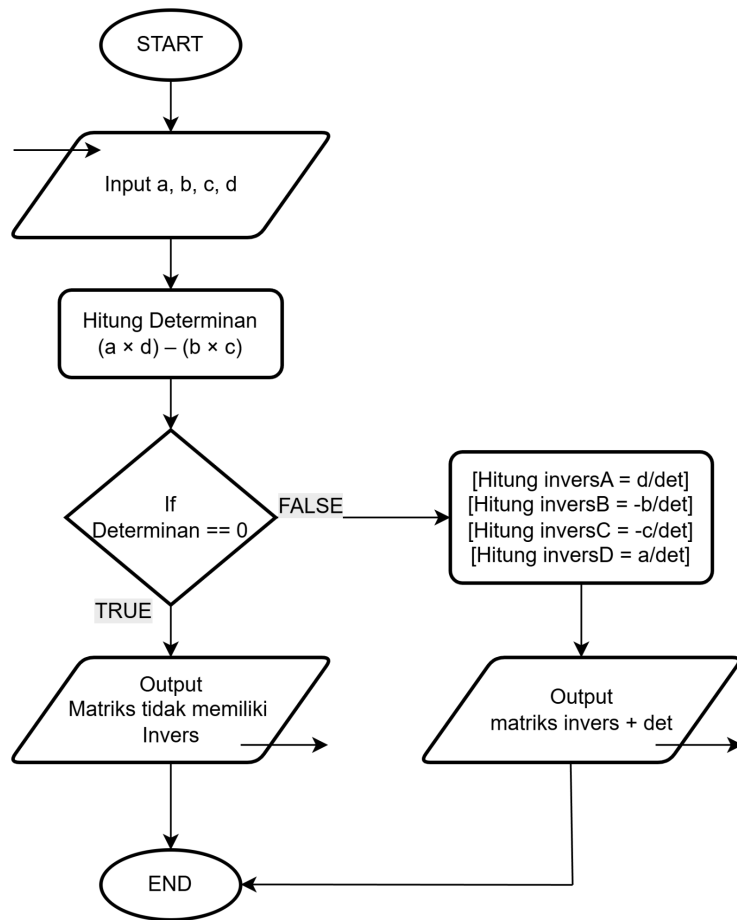 START
Input a, b, c, d
Hitung Determinan
(a × d) – (b × c)
If
Determinan == 0
FALSE
TRUE
[Hitung inversA = d/det]
[Hitung inversB = -b/det]
[Hitung inversC = -c/det]
[Hitung inversD = a/det]
Output
Matriks tidak memiliki
Invers
Output
matriks invers + det
END